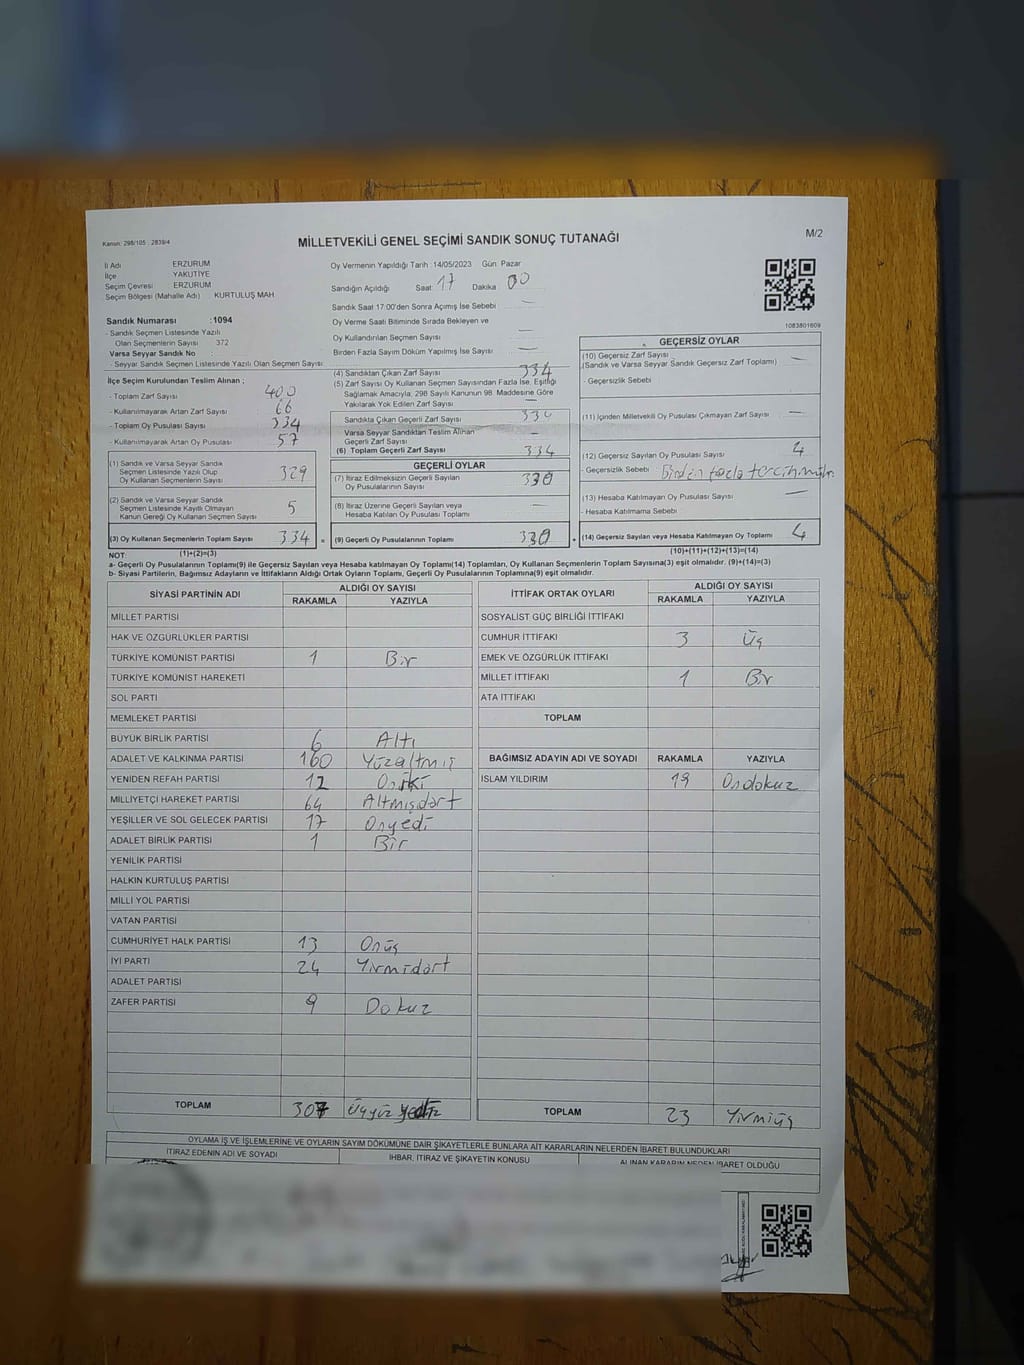 Kanun: 298/105 , 2839/4
MİLLETVEKİLİ GENEL SEÇİMİ SANDIK SONUÇ TUTANAĞI
M/2
İl Adı ERZURUM
İlçe YAKUTİYE
Seçim Çevresi ERZURUM
Seçim Bölgesi (Mahalle Adı) KURTULUŞ MAH
Sandık Numarası :1094
- Sandık Seçmen Listesinde Yazılı
Olan Seçmenlerin Sayısı 372
Varsa Seyyar Sandık No :
- Seyyar Sandık Seçmen Listesinde Yazılı Olan Seçmen Sayısı
Oy Vermenin Yapıldığı Tarih :14/05/2023 Gün: Pazar
Sandığın Açıldığı Saat: 17 Dakika 00
Sandık Saat 17:00'den Sonra Açımış İse Sebebi : —
Oy Verme Saati Bitiminde Sırada Bekleyen ve
Oy Kullandırılan Seçmen Sayısı —
Birden Fazla Sayım Döküm Yapılmış İse Sayısı —
1083801609
İlçe Seçim Kurulundan Teslim Alınan ;
- Toplam Zarf Sayısı 400
- Kullanılmayarak Artan Zarf Sayısı 66
- Toplam Oy Pusulası Sayısı 334
- Kullanılmayarak Artan Oy Pusulası 57
(1) Sandık ve Varsa Seyyar Sandık
Seçmen Listesinde Yazılı Olup
Oy Kullanan Seçmenlerin Sayısı 329
(2) Sandık ve Varsa Seyyar Sandık
Seçmen Listesinde Kayıtlı Olmayan
Kanun Gereği Oy Kullanan Seçmen Sayısı 5
(3) Oy Kullanan Seçmenlerin Toplam Sayısı 334 =
(4) Sandıktan Çıkan Zarf Sayısı 334
(5) Zarf Sayısı Oy Kullanan Seçmen Sayısından Fazla İse, Eşitliği
Sağlamak Amacıyla, 298 Sayılı Kanunun 98. Maddesine Göre
Yakılarak Yok Edilen Zarf Sayısı —
Sandıkta Çıkan Geçerli Zarf Sayısı
Varsa Seyyar Sandıktan Teslim Alınan
Geçerli Zarf Sayısı —
(6) Toplam Geçerli Zarf Sayısı 334
GEÇERLİ OYLAR
(7) İtiraz Edilmeksizin Geçerli Sayılan
Oy Pusulalarının Sayısı 330
(8) İtiraz Üzerine Geçerli Sayılan veya
Hesaba Katılan Oy Pusulası Toplamı —
(9) Geçerli Oy Pusulalarının Toplamı 330 +
GEÇERSİZ OYLAR
(10) Geçersiz Zarf Sayısı —
(Sandık ve Varsa Seyyar Sandık Geçersiz Zarf Toplamı)
- Geçersizlik Sebebi
(11) İçinden Milletvekili Oy Pusulası Çıkmayan Zarf Sayısı —
(12) Geçersiz Sayılan Oy Pusulası Sayısı 4
- Geçersizlik Sebebi Birden fazla tercih
(13) Hesaba Katılmayan Oy Pusulası Sayısı —
- Hesaba Katılmama Sebebi
(14) Geçersiz Sayılan veya Hesaba Katılmayan Oy Toplamı 4
NOT (1)+(2)=(3)
(10)+(11)+(12)+(13)=(14)
a- Geçerli Oy Pusulalarının Toplamı(9) ile Geçersiz Sayılan veya Hesaba katılmayan Oy Toplamı(14) Toplamları, Oy Kullanan Seçmenlerin Toplam Sayısına(3) eşit olmalıdır. (9)+(14)=(3)
b- Siyasi Partilerin, Bağımsız Adayların ve İttifakların Aldığı Ortak Oyların Toplamı, Geçerli Oy Pusulalarının Toplamına(9) eşit olmalıdır.
SİYASİ PARTİNİN ADI ALDIĞI OY SAYISI
RAKAMLA YAZIYLA
MİLLET PARTİSİ
HAK VE ÖZGÜRLÜKLER PARTİSİ
TÜRKİYE KOMÜNİST PARTİSİ 1 Bir
TÜRKİYE KOMÜNİST HAREKETİ
SOL PARTİ
MEMLEKET PARTİSİ
BÜYÜK BİRLİK PARTİSİ 6 Altı
ADALET VE KALKINMA PARTİSİ 160 Yüzaltmış
YENİDEN REFAH PARTİSİ 12 Oniki
MİLLİYETÇİ HAREKET PARTİSİ 64 Altmışdört
YEŞİLLER VE SOL GELECEK PARTİSİ 17 Onyedi
ADALET BİRLİK PARTİSİ 1 Bir
YENİLİK PARTİSİ
HALKIN KURTULUŞ PARTİSİ
MİLLİ YOL PARTİSİ
VATAN PARTİSİ
CUMHURİYET HALK PARTİSİ 13 Onüç
İYİ PARTİ 24 Yirmidört
ADALET PARTİSİ
ZAFER PARTİSİ 9 Dokuz
TOPLAM 307 Üçyüz
İTTİFAK ORTAK OYLARI ALDIĞI OY SAYISI
RAKAMLA YAZIYLA
SOSYALİST GÜÇ BİRLİĞİ İTTİFAKI
CUMHUR İTTİFAKI 3 Üç
EMEK VE ÖZGÜRLÜK İTTİFAKI
MİLLET İTTİFAKI 1 Bir
ATA İTTİFAKI
TOPLAM
BAĞIMSIZ ADAYIN ADI VE SOYADI RAKAMLA YAZIYLA
İSLAM YILDIRIM 19 Ondokuz
TOPLAM 23 Yirmiüç
OYLAMA İŞ VE İŞLEMLERİNE VE OYLARIN SAYIM DÖKÜMÜNE DAİR ŞİKAYETLERLE BUNLARA AİT KARARLARIN NELERDEN İBARET BULUNDUKLARI
İTİRAZ EDENİN ADI VE SOYADI
İHBAR, İTİRAZ VE ŞİKAYETİN KONUSU
ALINAN KARARIN NEDEN İBARET OLDUĞU